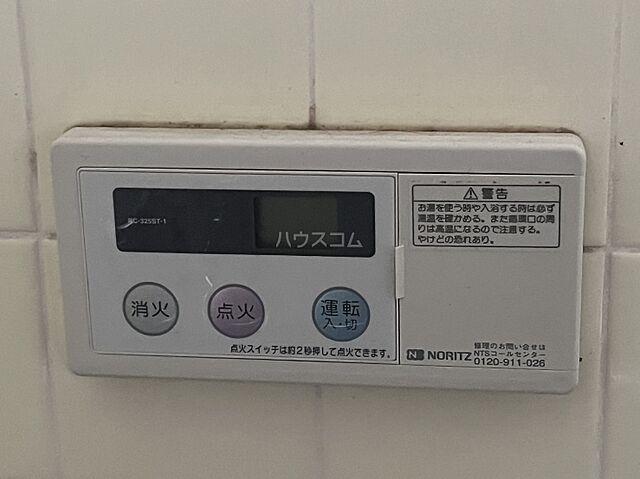 RC-325ST-1
ハウスコム
消火
点火
運転
入・切
点火スイッチは約2秒押して点火できます。
⚠警告
お湯を使う時や入浴する時は必ず
湯温を確かめる。また循環口の周
りは高温になるので注意する。
やけどの恐れあり。
NORITZ
修理のお問い合せは
NTSコールセンター
0120-911-026